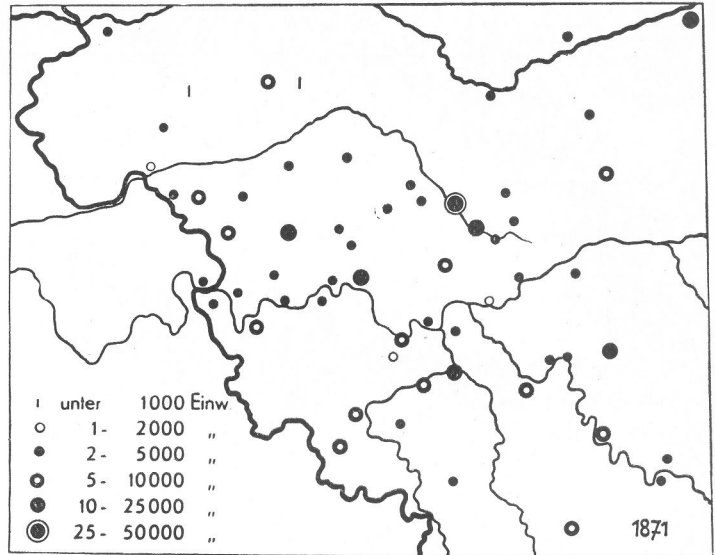 unter 1000 Einw.
1- 2000 „
2- 5000 „
5- 10000 „
10- 25000 „
25- 50000 „
1871